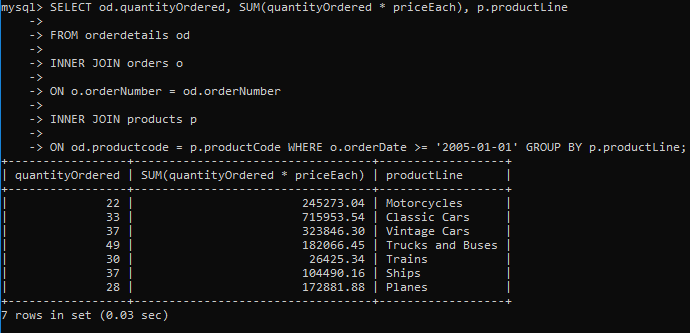 mysql> SELECT od.quantityOrdered, SUM(quantityOrdered * priceEach), p.productLine
    ->
    -> FROM orderdetails od
    ->
    -> INNER JOIN orders o
    ->
    -> ON o.orderNumber = od.orderNumber
    ->
    -> INNER JOIN products p
    ->
    -> ON od.productcode = p.productCode WHERE o.orderDate >= '2005-01-01' GROUP BY p.productLine;
+-----------------+----------------------------------+------------------+
| quantityOrdered | SUM(quantityOrdered * priceEach) | productLine      |
+-----------------+----------------------------------+------------------+
|              22 |                        245273.04 | Motorcycles      |
|              33 |                        715953.54 | Classic Cars     |
|              37 |                        323846.30 | Vintage Cars     |
|              49 |                        182066.45 | Trucks and Buses |
|              30 |                         26425.34 | Trains           |
|              37 |                        104490.16 | Ships            |
|              28 |                        172881.88 | Planes           |
+-----------------+----------------------------------+------------------+
7 rows in set (0.03 sec)